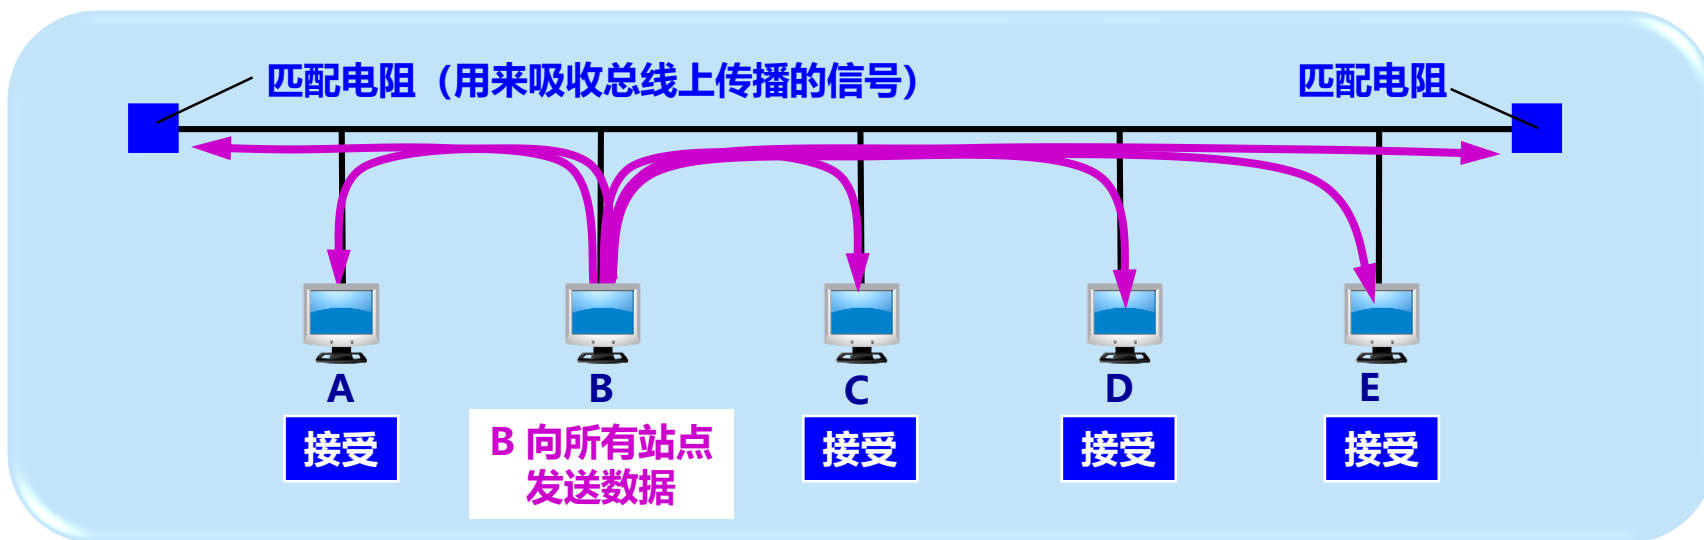 匹配电阻（用来吸收总线上传播的信号）
匹配电阻
A
B
C
D
E
接受
B 向所有站点
发送数据
接受
接受
接受